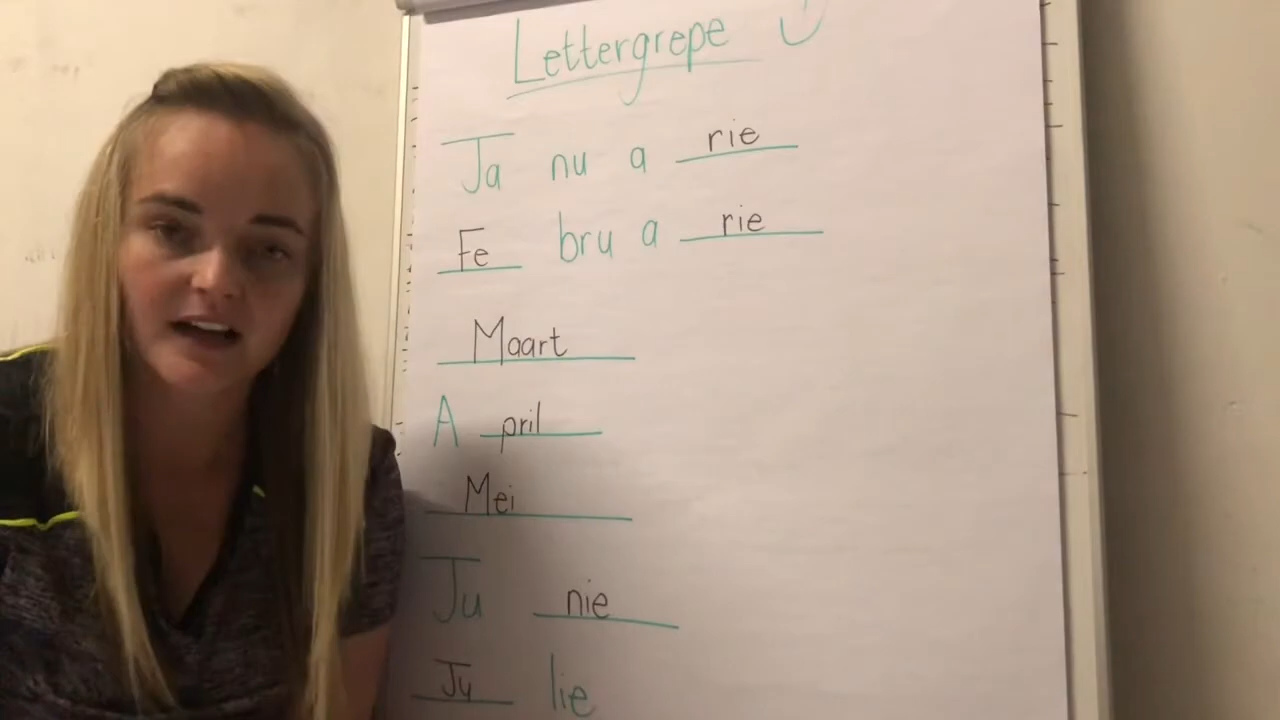 Lettergrepe
Ja nu a rie
Fe bru a rie
Maart
A pril
Mei
Ju nie
Ju lie